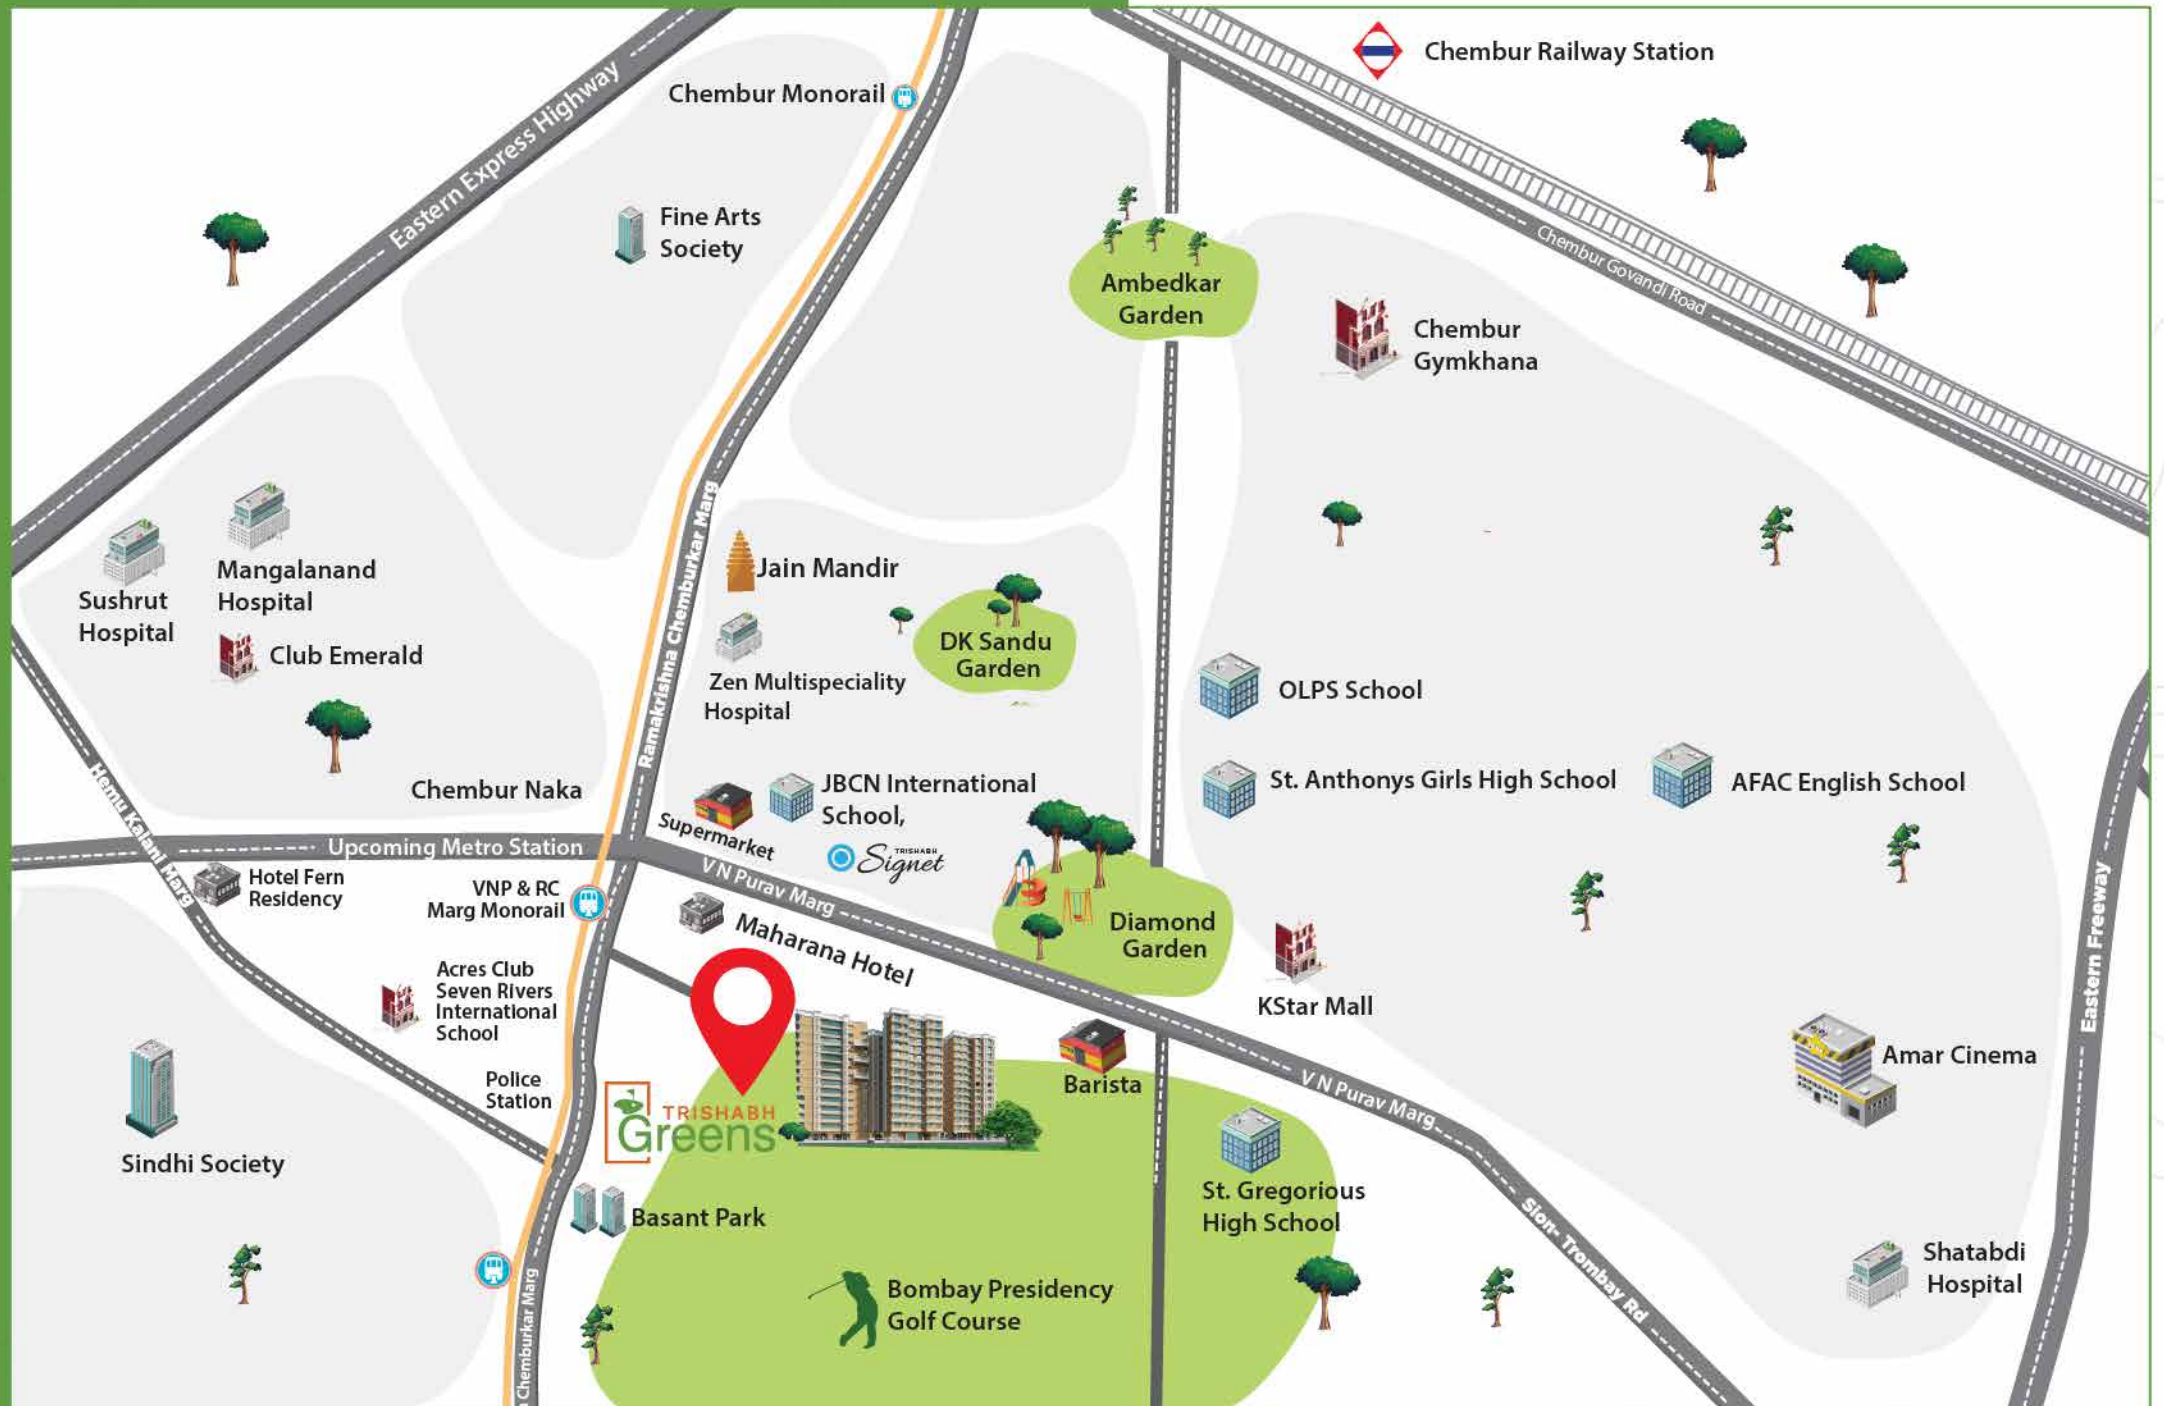 Chembur Railway Station
Chembur Monorail
Eastern Express Highway
Fine Arts
Society
Chembur Govandi Road
Ambedkar
Garden
Chembur
Gymkhana
Ramakrishna Chemburkar Marg
Mangalanand
Hospital
Sushrut
Hospital
Club Emerald
Jain Mandir
DK Sandu
Garden
Zen Multispeciality
Hospital
OLPS School
Chembur Naka
Hemu Kalani Marg
Supermarket
JBCN International
School,
TRISHABH
Signet
St. Anthonys Girls High School
AFAC English School
Upcoming Metro Station
Hotel Fern
Residency
VNP & RC
Marg Monorail
V N Purav Marg
Maharana Hotel
Diamond
Garden
Eastern Freeway
KStar Mall
Acres Club
Seven Rivers
International
School
Police
Station
TRISHABH
Greens
Barista
V N Purav Marg
Amar Cinema
Sindhi Society
Basant Park
St. Gregorious
High School
Sion- Trombay Rd
Bombay Presidency
Golf Course
Shatabdi
Hospital
Chemburkar Marg